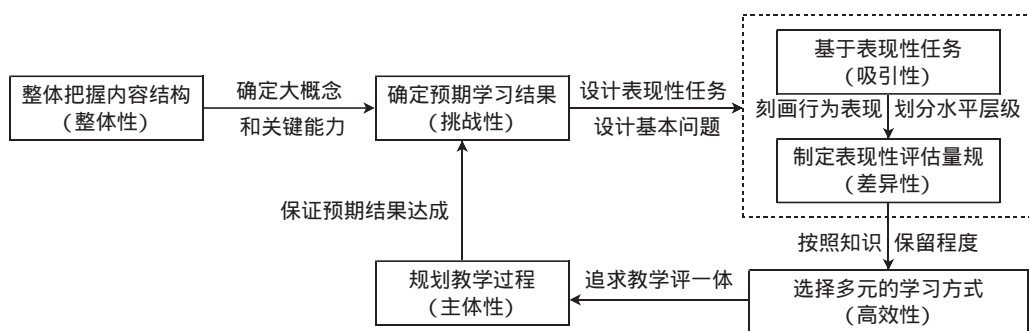 基于表现性任务
(吸引性)
整体把握内容结构
(整体性)
确定大概念
和关键能力
确定预期学习结果
(挑战性)
设计表现性任务
设计基本问题
刻画行为表现
划分水平层级
制定表现性评估量规
(差异性)
保证预期结果达成
按照知识
保留程度
规划教学过程
(主体性)
追求教学评一体
选择多元的学习方式
(高效性)